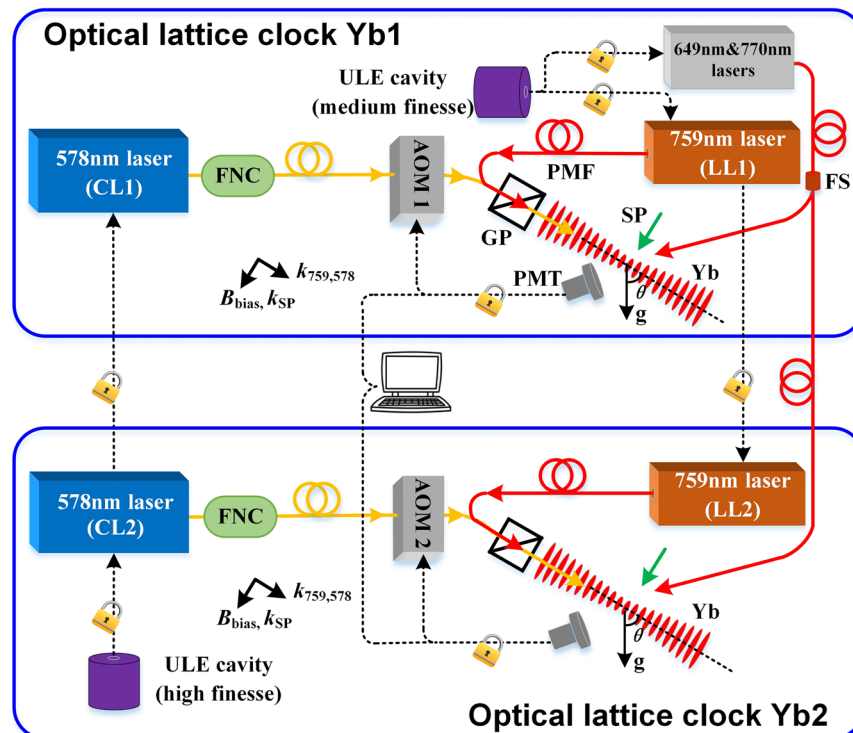 Optical lattice clock Yb1
ULE cavity
(medium finesse)
649nm&770nm
lasers
578nm laser
(CL1)
FNC
AOM 1
PMF
759nm laser
(LL1)
FS
GP
SP
Yb
k759,578
Bbias, kSP
PMT
θ
g
578nm laser
(CL2)
FNC
AOM 2
759nm laser
(LL2)
k759,578
Bbias, kSP
Yb
θ
g
ULE cavity
(high finesse)
Optical lattice clock Yb2